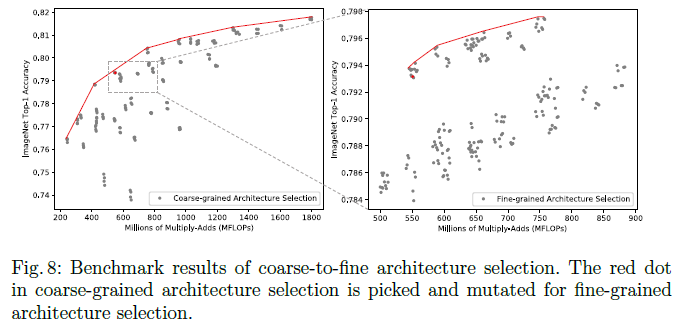 0.82
0.82
0.81
0.80
0.79
0.77
0.76
0.75
0.74
ImageNet Top-1 Accuracy
Coarse-grained Architecture Selection
200 400 600 800 1000 1200 1400 1600 1800
Millions of Multiply-Adds (MFLOPs)
0.798
0.796
0.794
0.792
0.790
0.788
0.786
0.784
ImageNet Top-1 Accuracy
Fine-grained Architecture Selection
500 550 600 650 700 750 800 850 900
Millions of Multiply-Adds (MFLOPs)
Fig. 8: Benchmark results of coarse-to-fine architecture selection. The red dot
in coarse-grained architecture selection is picked and mutated for fine-grained
architecture selection.